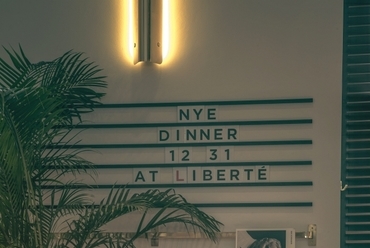 NYE
DINNER
12 31
AT LIBERTÉ